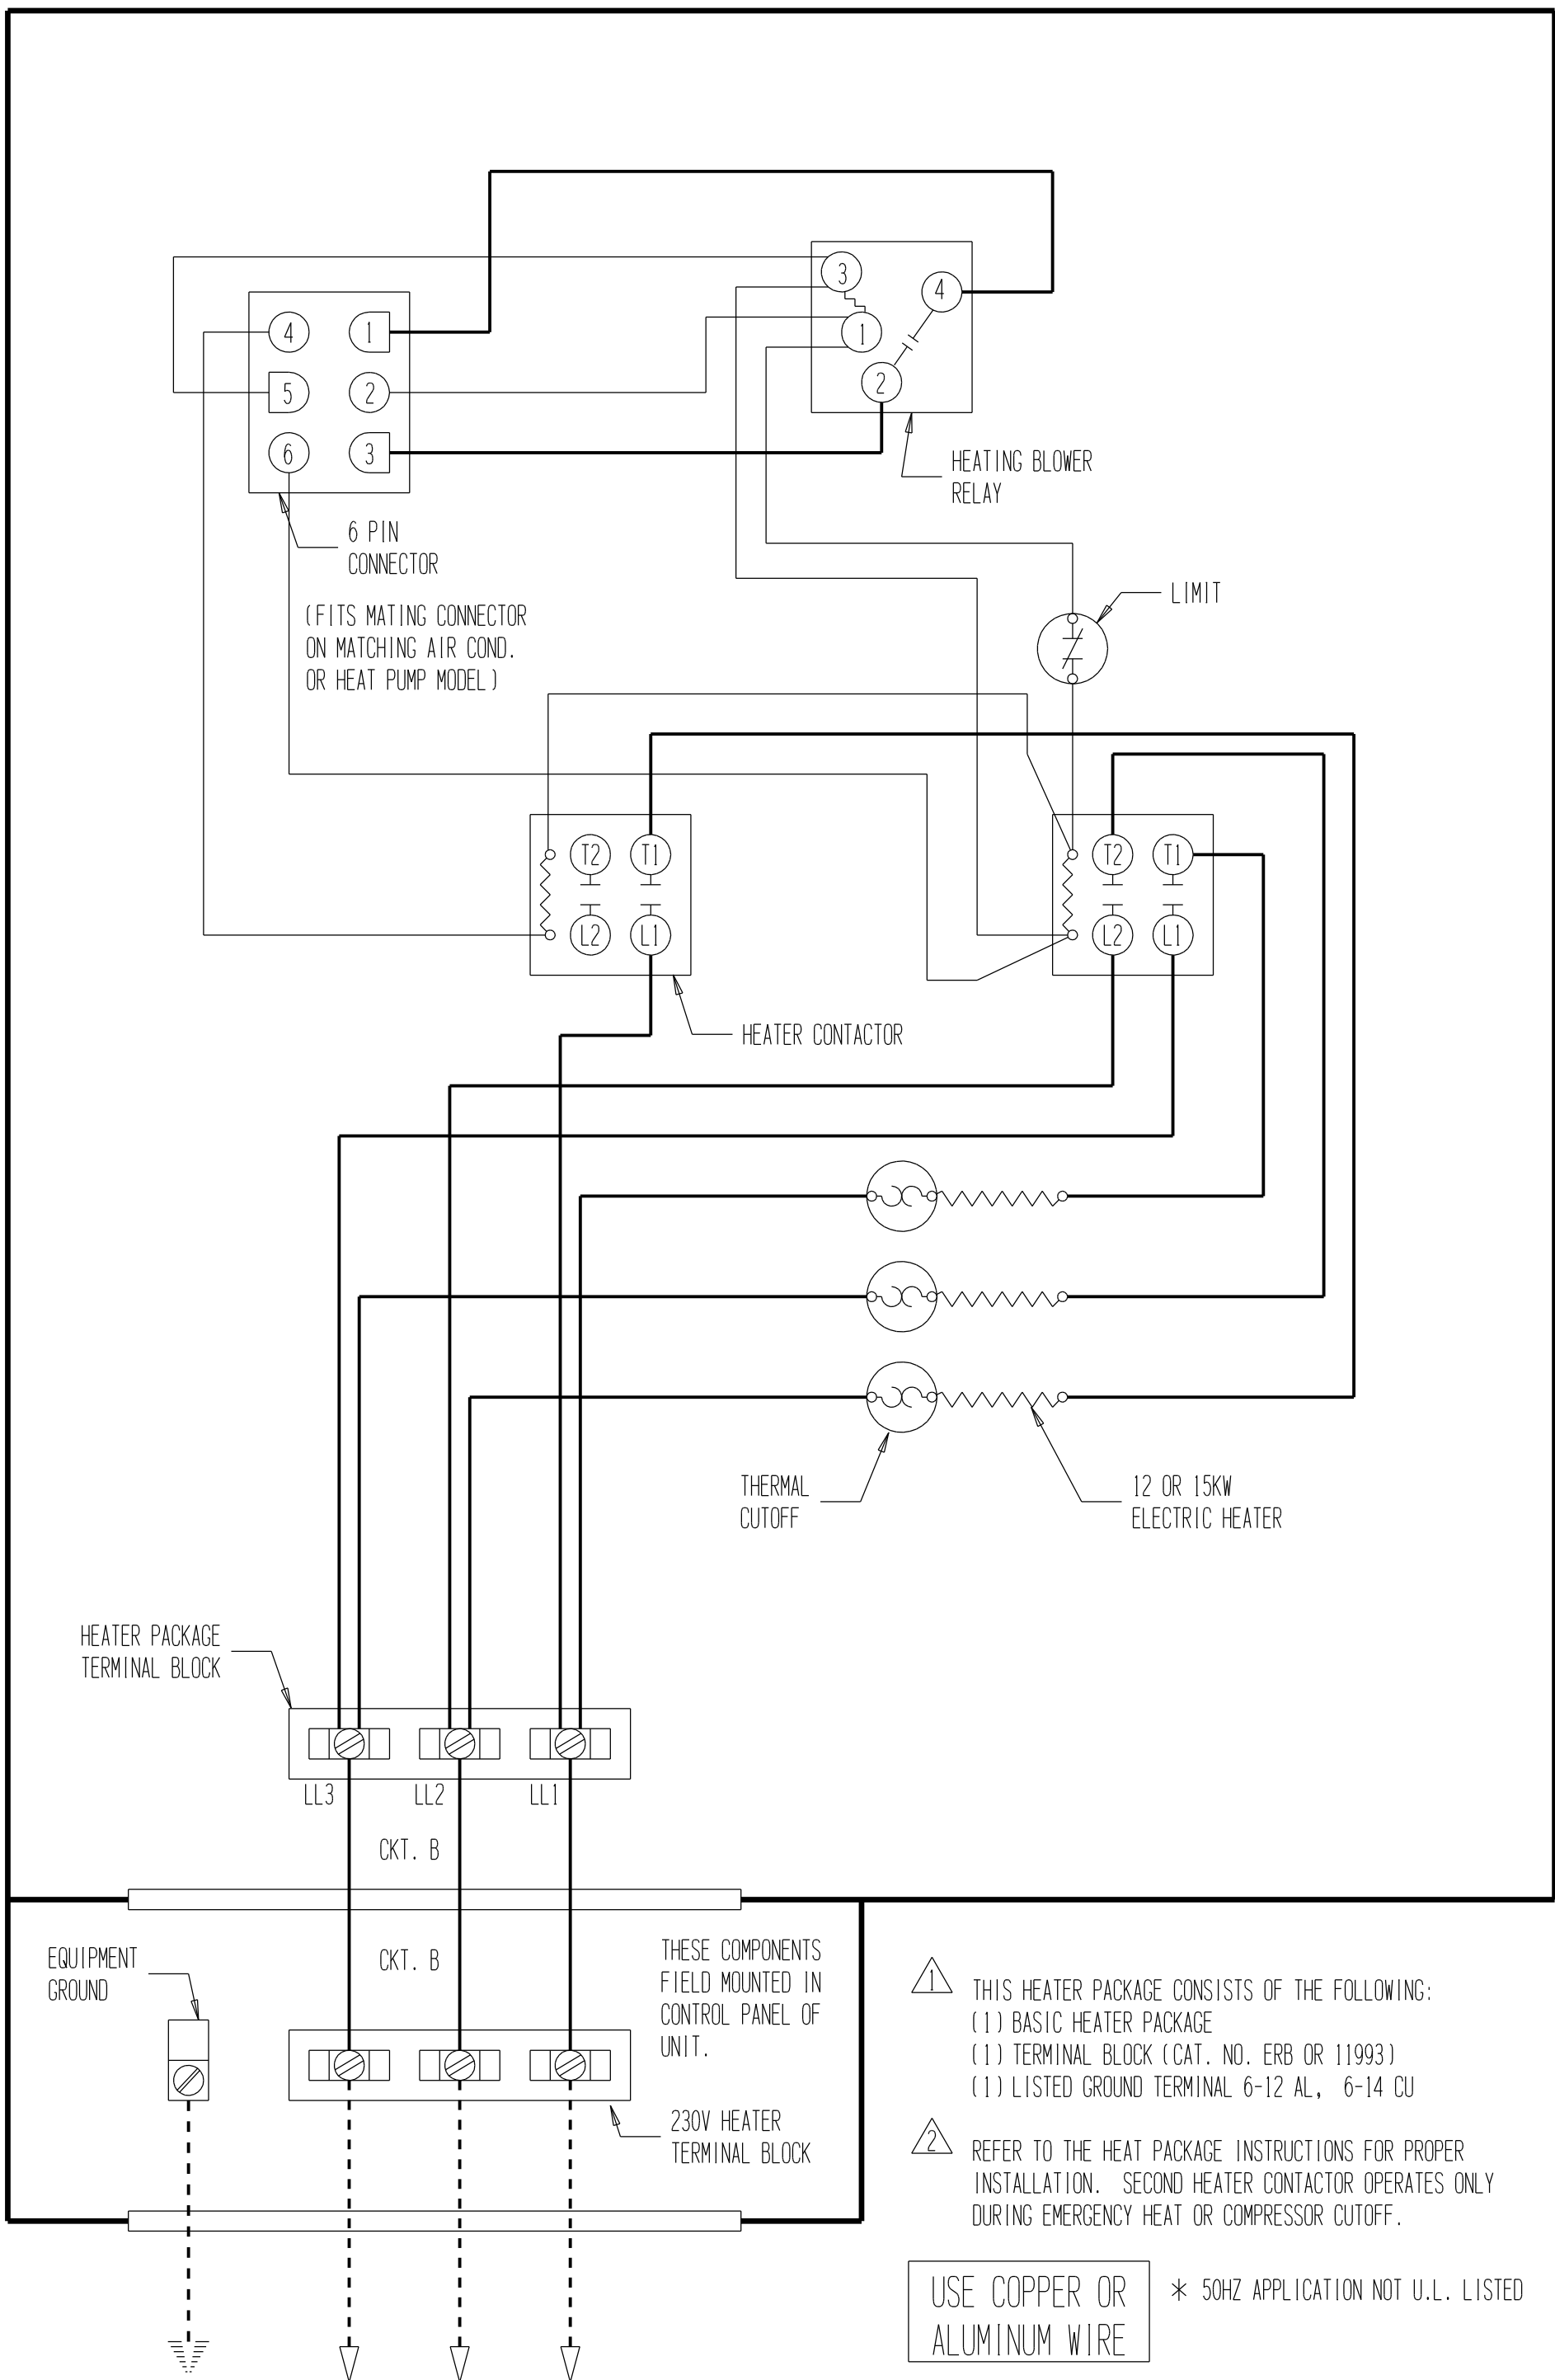 3
4
1
2
4
1
5
2
6
3
HEATING BLOWER
RELAY
6 PIN
CONNECTOR
(FITS MATING CONNECTOR
ON MATCHING AIR COND.
OR HEAT PUMP MODEL)
LIMIT
T2
T1
L2
L1
T2
T1
L2
L1
HEATER CONTACTOR
THERMAL
CUTOFF
12 OR 15KW
ELECTRIC HEATER
HEATER PACKAGE
TERMINAL BLOCK
LL3
LL2
LL1
CKT. B
CKT. B
EQUIPMENT
GROUND
THESE COMPONENTS
FIELD MOUNTED IN
CONTROL PANEL OF
UNIT.
230V HEATER
TERMINAL BLOCK
1
THIS HEATER PACKAGE CONSISTS OF THE FOLLOWING:
(1) BASIC HEATER PACKAGE
(1) TERMINAL BLOCK (CAT. NO. ERB OR 11993)
(1) LISTED GROUND TERMINAL 6-12 AL, 6-14 CU
2
REFER TO THE HEAT PACKAGE INSTRUCTIONS FOR PROPER
INSTALLATION. SECOND HEATER CONTACTOR OPERATES ONLY
DURING EMERGENCY HEAT OR COMPRESSOR CUTOFF.
USE COPPER OR
ALUMINUM WIRE
* 50HZ APPLICATION NOT U.L. LISTED